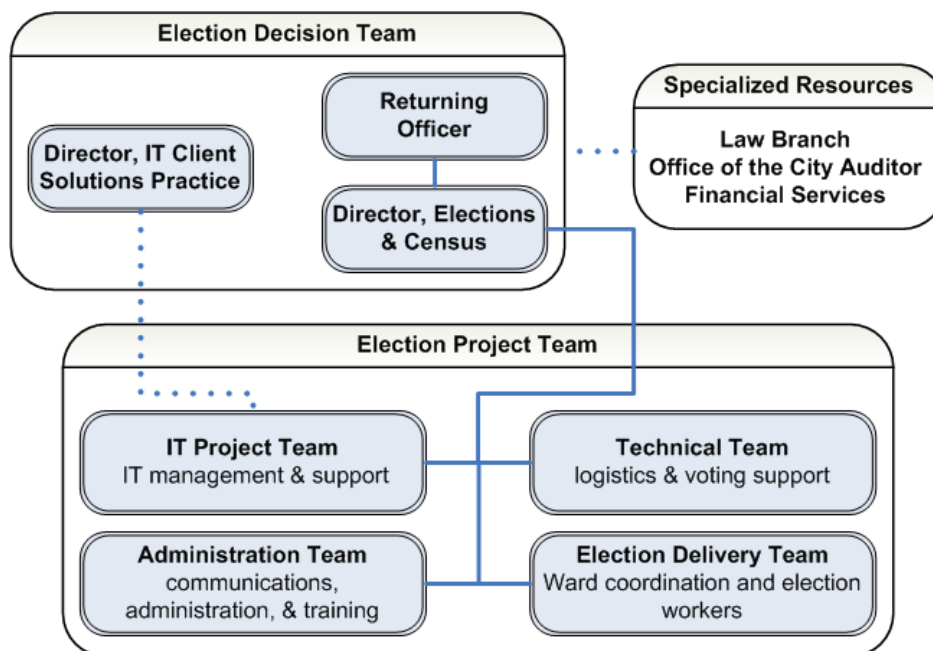 Election Decision Team
Returning
Officer
Director, IT Client
Solutions Practice
Director, Elections
& Census
Specialized Resources
Law Branch
Office of the City Auditor
Financial Services
Election Project Team
IT Project Team
IT management & support
Technical Team
logistics & voting support
Administration Team
communications,
administration, & training
Election Delivery Team
Ward coordination and election
workers